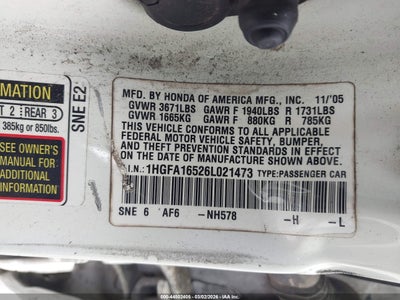 MFD. BY HONDA OF AMERICA MFG., INC. 11/'05
GVWR 3671LBS GAWR F 1940LBS R 1731LBS
GVWR 1665KG GAWR F 880KG R 785KG
THIS VEHICLE CONFORMS TO ALL APPLICABLE
FEDERAL MOTOR VEHICLE SAFETY, BUMPER,
AND THEFT PREVENTION STANDARDS IN EFFECT
ON THE DATE OF MANUFACTURE SHOWN ABOVE.
V.I.N.: 1HGFA16526L021473 TYPE:PASSENGER CAR
SNE 6 AF6 -NH578 -H -L
SNE E2
INFORMATION
2 REAR 3
385kg or 850lbs.
SEE OWNER'S
MANUAL FOR